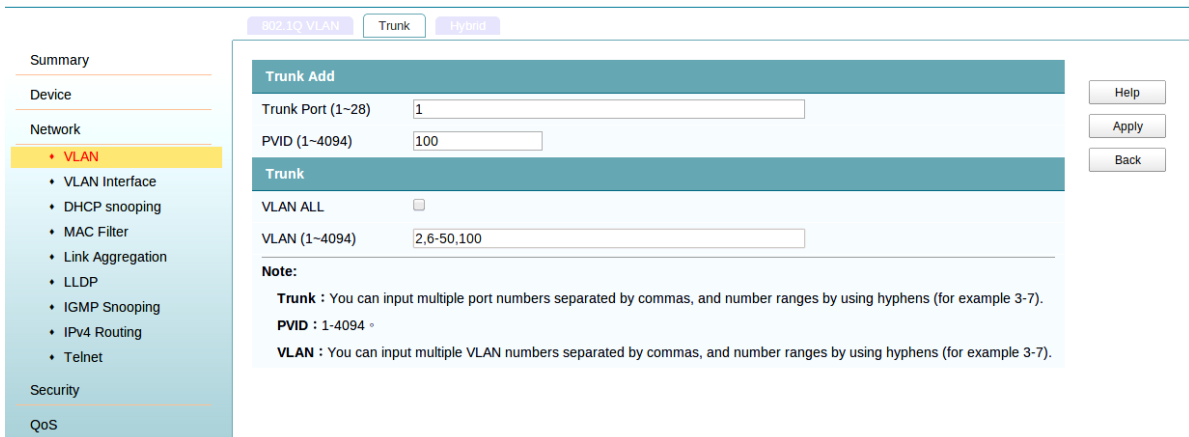 802.1Q VLAN Trunk Hybrid
Summary
Device
Network
VLAN
VLAN Interface
DHCP snooping
MAC Filter
Link Aggregation
LLDP
IGMP Snooping
IPv4 Routing
Telnet
Security
QoS
Trunk Add
Trunk Port (1~28) 1
PVID (1~4094) 100
Trunk
VLAN ALL
VLAN (1~4094) 2,6-50,100
Note:
Trunk：You can input multiple port numbers separated by commas, and number ranges by using hyphens (for example 3-7).
PVID：1-4094。
VLAN：You can input multiple VLAN numbers separated by commas, and number ranges by using hyphens (for example 3-7).
Help
Apply
Back